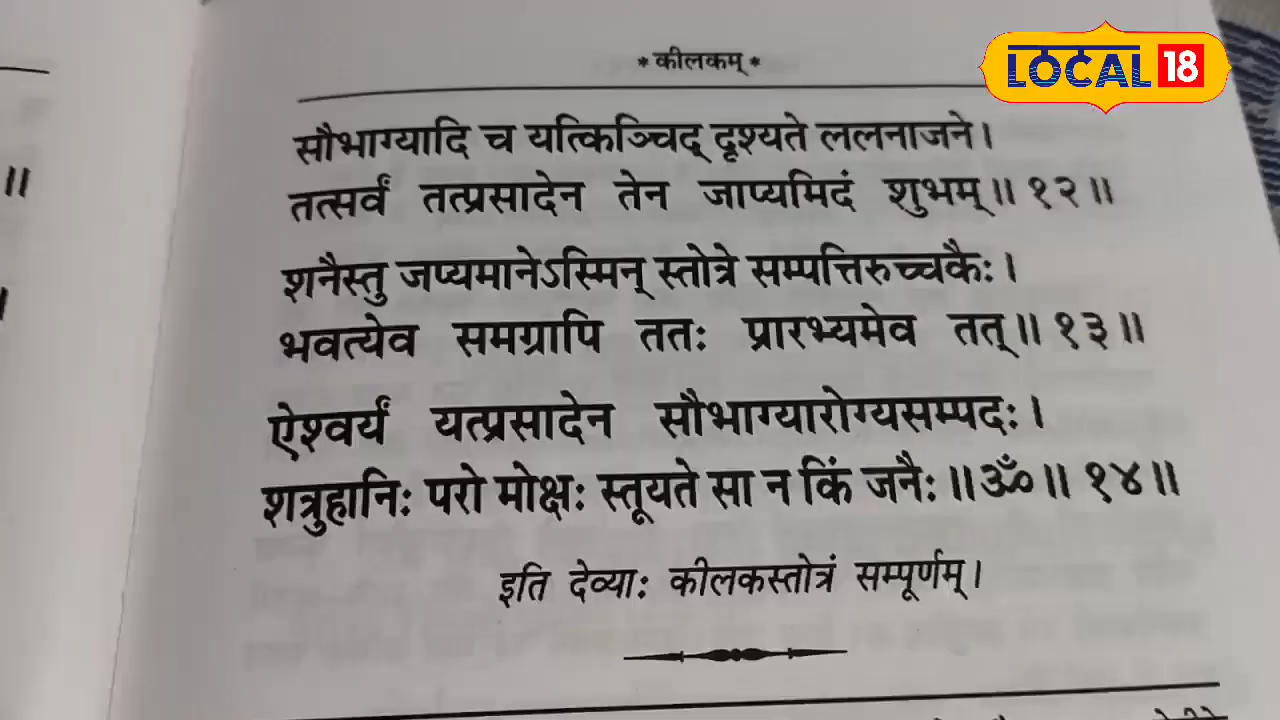 * कीलकम् *
LOCAL 18
सौभाग्यादि च यत्किञ्चिद् दृश्यते ललनाजने।
तत्सर्वं तत्प्रसादेन तेन जाप्यमिदं शुभम्॥ १२॥
शनैस्तु जप्यमानेऽस्मिन् स्तोत्रे सम्पत्तिरुच्चकैः।
भवत्येव समग्रापि ततः प्रारभ्यमेव तत्॥ १३॥
ऐश्वर्यं यत्प्रसादेन सौभाग्यारोग्यसम्पदः।
शत्रुहानिः परो मोक्षः स्तूयते सा न किं जनैः॥ॐ॥ १४॥
इति देव्याः कीलकस्तोत्रं सम्पूर्णम्।